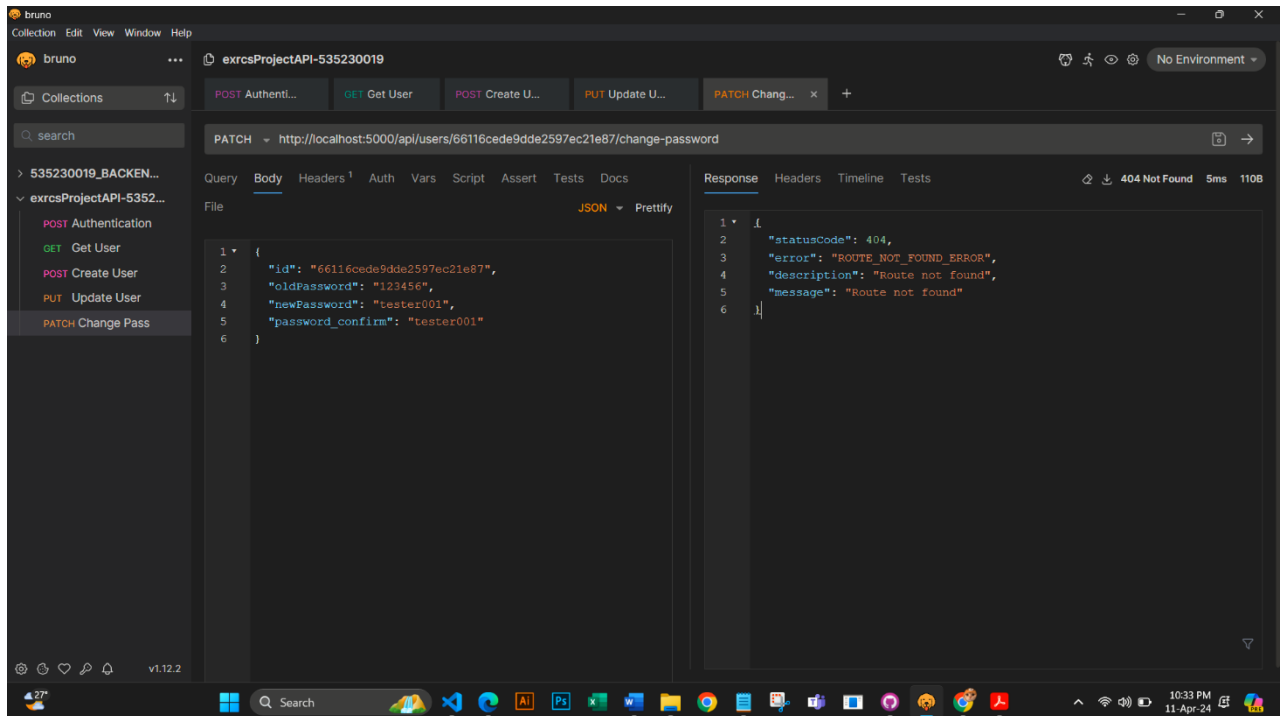 bruno
Collection Edit View Window Help
bruno
exrcsProjectAPI-535230019
No Environment
Collections
POST Authenti...
GET Get User
POST Create U...
PUT Update U...
PATCH Chang...
search
PATCH http://localhost:5000/api/users/66116cede9dde2597ec21e87/change-password
535230019_BACKEN...
exrcsProjectAPI-5352...
POST Authentication
GET Get User
POST Create User
PUT Update User
PATCH Change Pass
Query Body Headers 1 Auth Vars Script Assert Tests Docs
File
JSON Prettify
1 {
2 "id": "66116cede9dde2597ec21e87",
3 "oldPassword": "123456",
4 "newPassword": "tester001",
5 "password_confirm": "tester001"
6 }
Response Headers Timeline Tests
404 Not Found 5ms 110B
1 {
2 "statusCode": 404,
3 "error": "ROUTE_NOT_FOUND_ERROR",
4 "description": "Route not found",
5 "message": "Route not found"
6 }
v1.12.2
27°
Search
Ai
Ps
10:33 PM
11-Apr-24
PRE